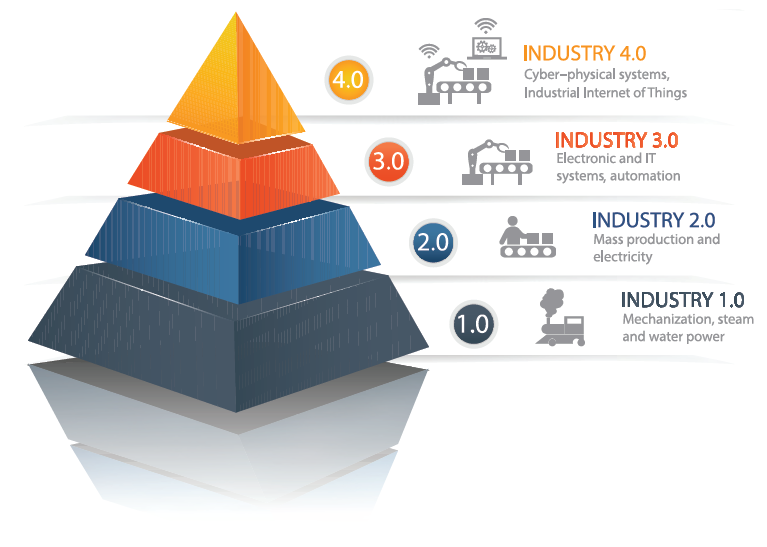 4.0
INDUSTRY 4.0
Cyber–physical systems,
Industrial Internet of Things
3.0
INDUSTRY 3.0
Electronic and IT
systems, automation
2.0
INDUSTRY 2.0
Mass production and
electricity
1.0
INDUSTRY 1.0
Mechanization, steam
and water power